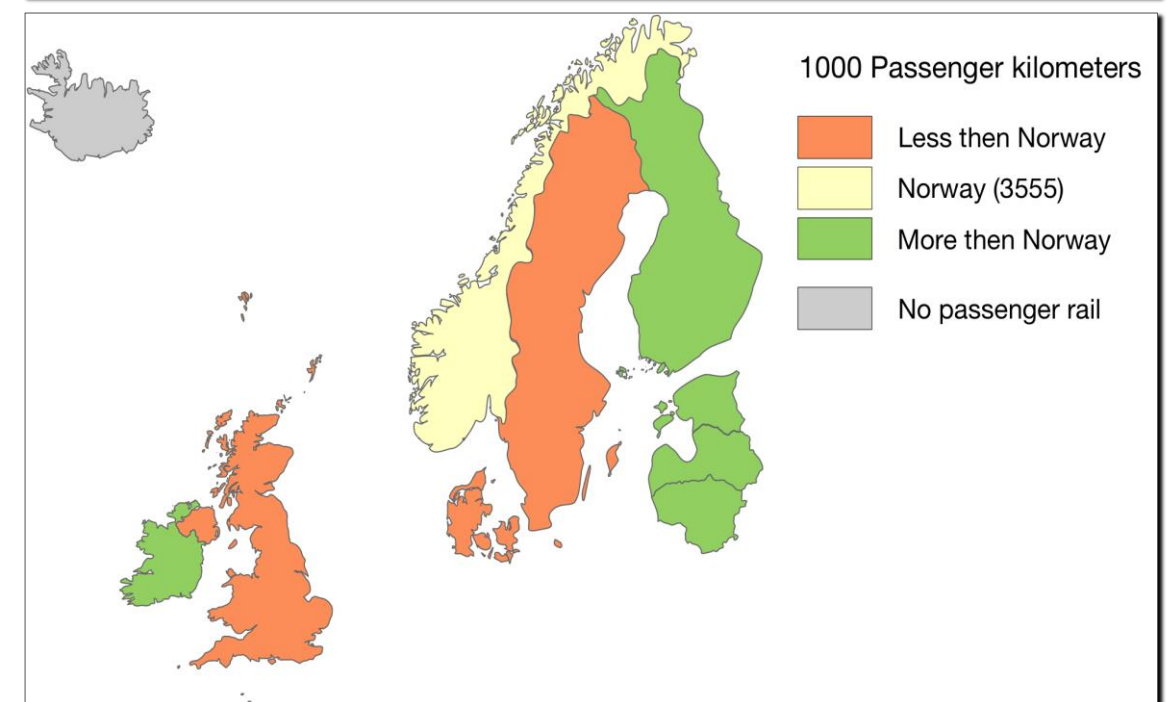 1000 Passenger kilometers
Less then Norway
Norway (3555)
More then Norway
No passenger rail